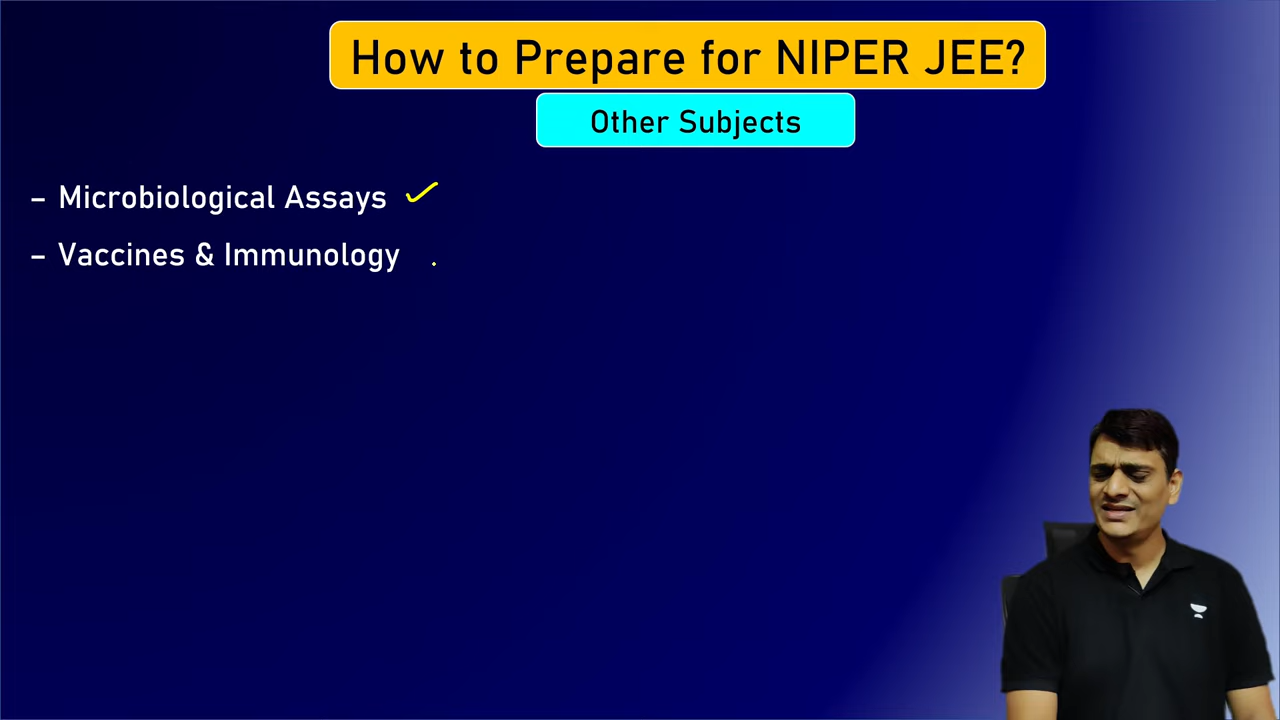 How to Prepare for NIPER JEE?
Other Subjects
– Microbiological Assays
– Vaccines & Immunology